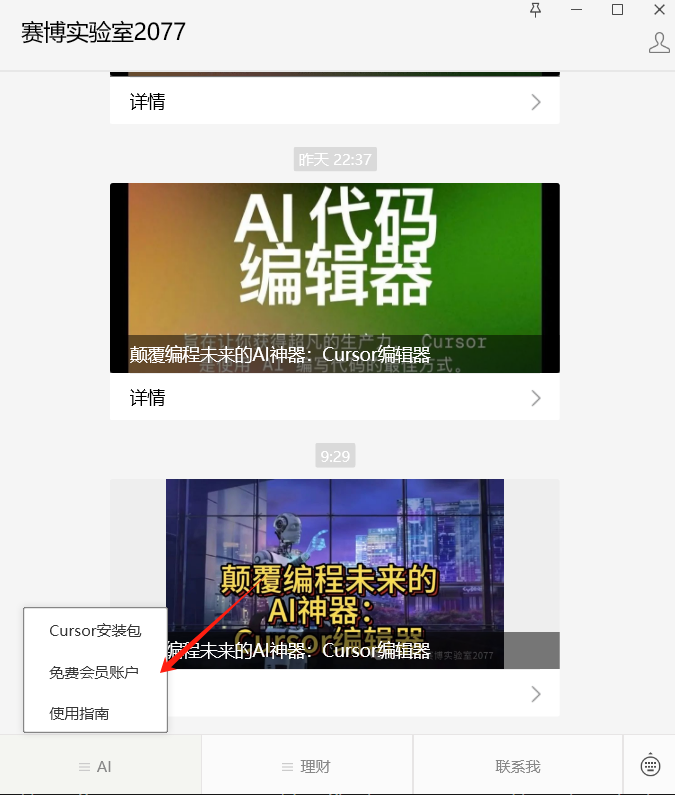 赛博实验室2077
详情
昨天 22:37
AI 代码
编辑器
旨在让你获得超凡的生产力， Cursor
是使用 AI 编写代码的最佳方式。
颠覆编程未来的AI神器：Cursor编辑器
详情
9:29
颠覆编程未来的
AI神器：
Cursor编辑器
编程未来的AI神器：Cursor编辑器
博实验室2077
Cursor安装包
免费会员账户
使用指南
AI
理财
联系我